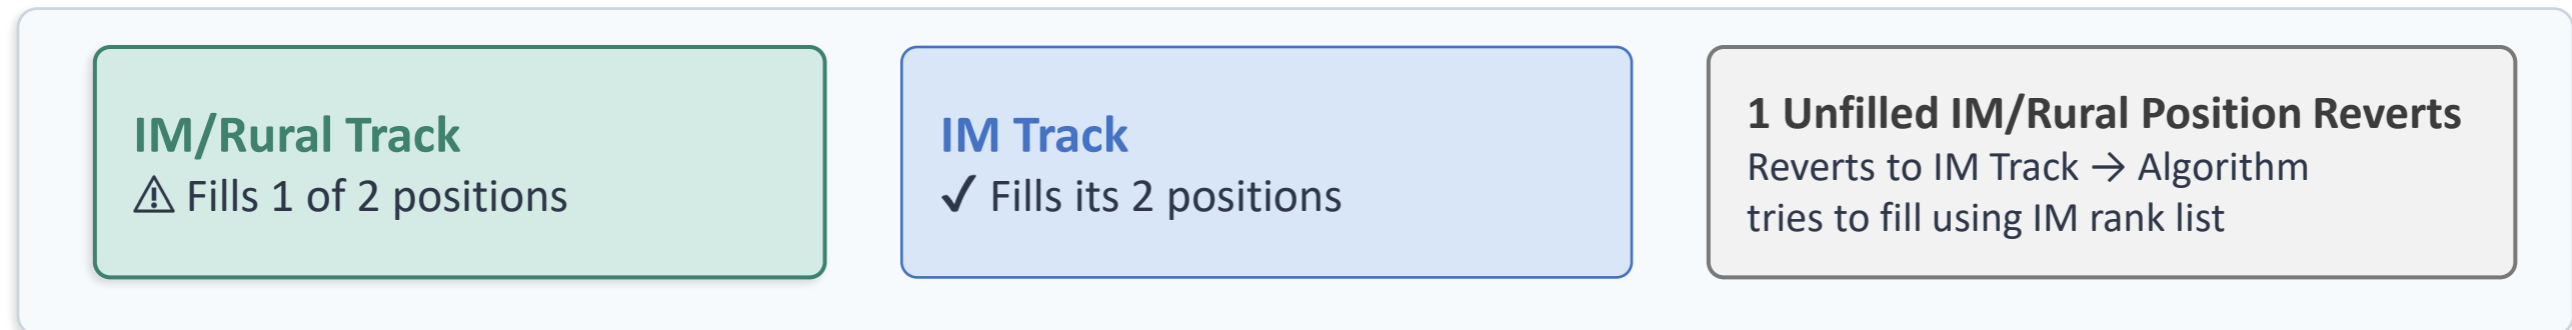 IM/Rural Track
⚠ Fills 1 of 2 positions
IM Track
✓ Fills its 2 positions
1 Unfilled IM/Rural Position Reverts
Reverts to IM Track → Algorithm
tries to fill using IM rank list